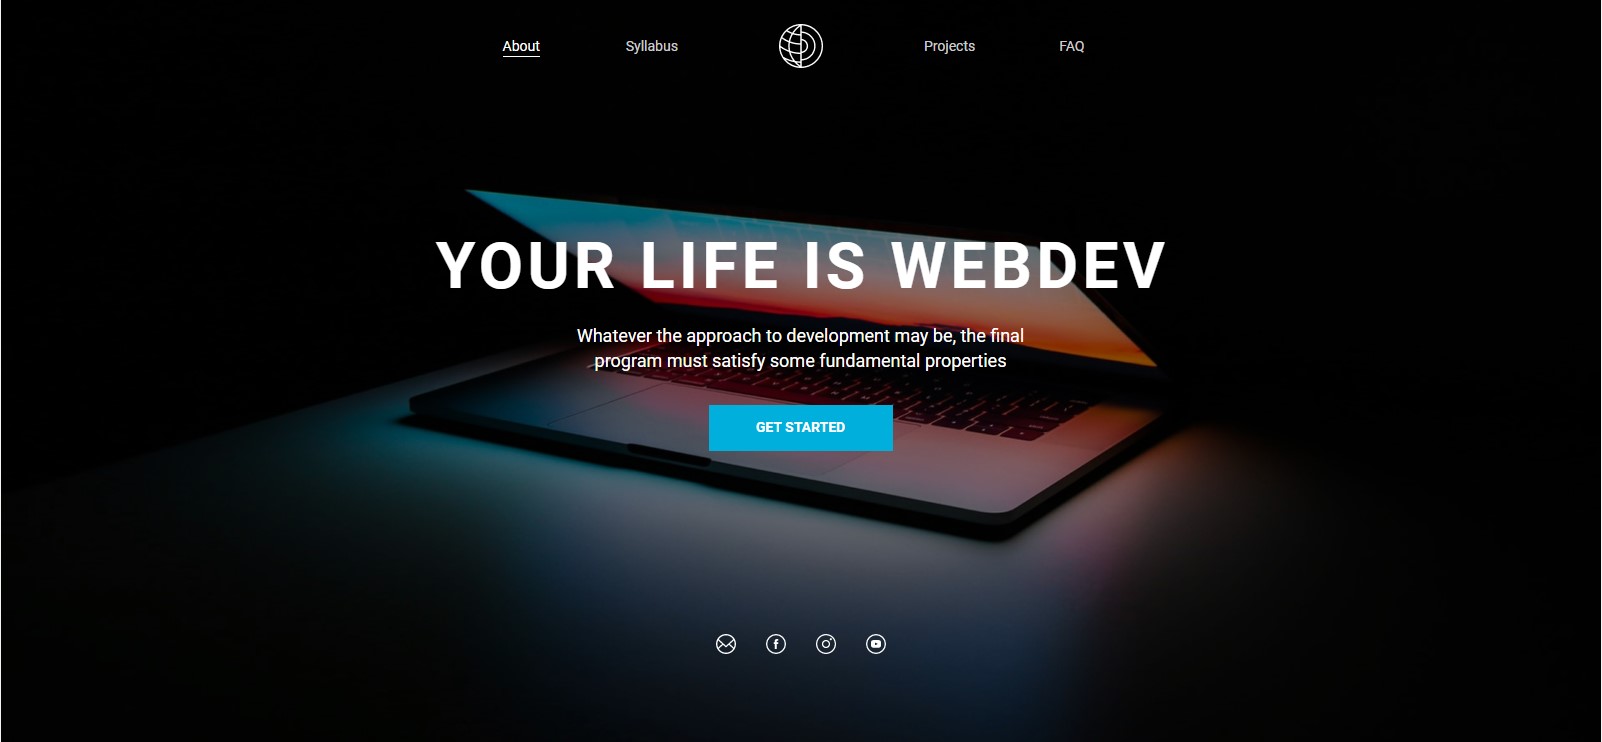 About Syllabus Projects FAQ
YOUR LIFE IS WEBDEV
Whatever the approach to development may be, the final
program must satisfy some fundamental properties
GET STARTED